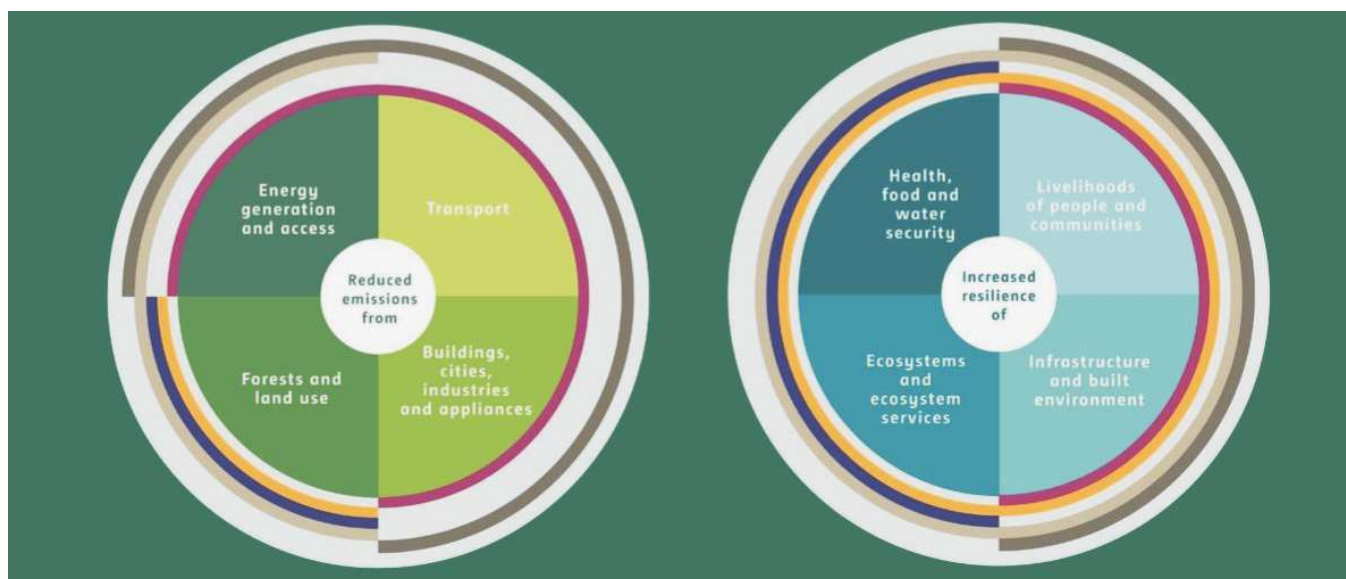 Energy
generation
and access
Transport
Reduced
emissions
from
Forests and
land use
Buildings,
cities,
industries
and appliances
Health,
food and
water
security
Livelihoods
of people and
communities
Increased
resilience
of
Ecosystems
and
ecosystem
services
Infrastructure
and built
environment